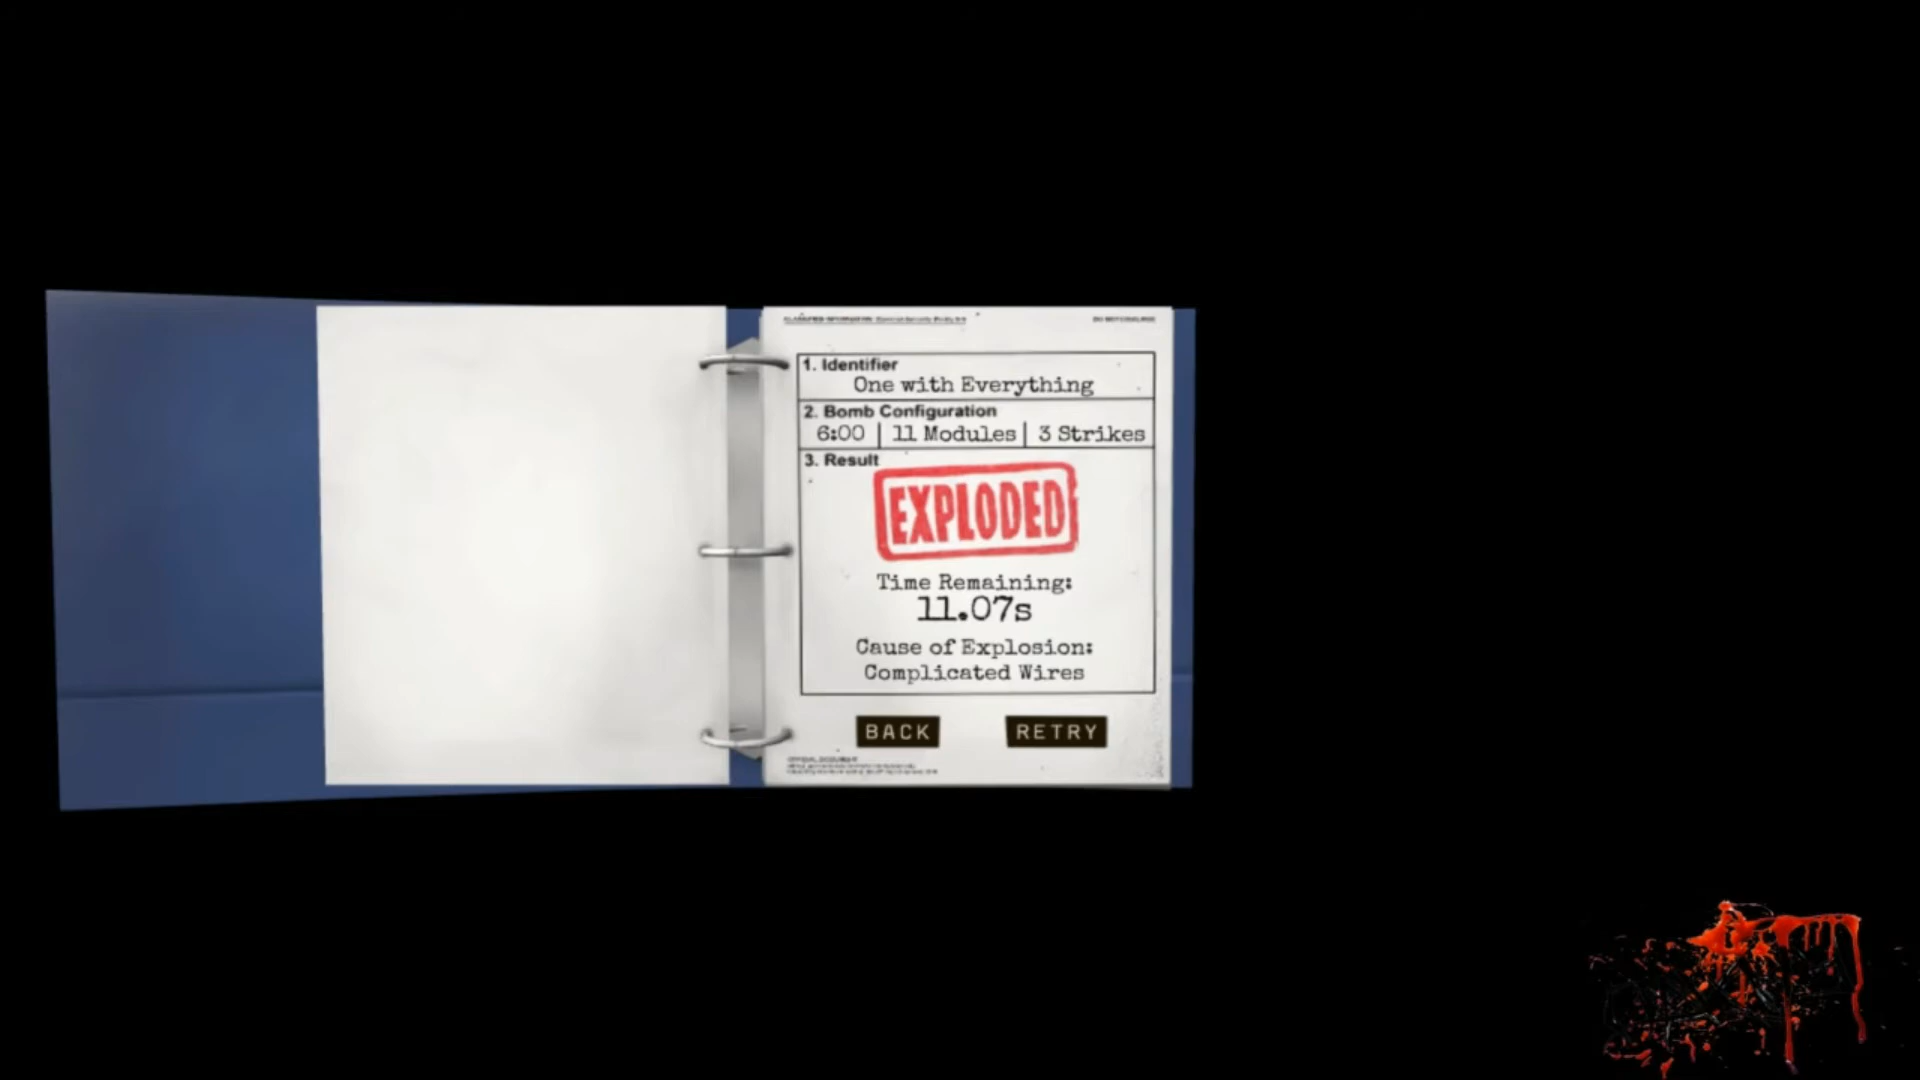 1. Identifier
One with Everything
2. Bomb Configuration
6:00 | 11 Modules | 3 Strikes
3. Result
EXPLODED
Time Remaining:
11.07s
Cause of Explosion:
Complicated Wires
BACK RETRY